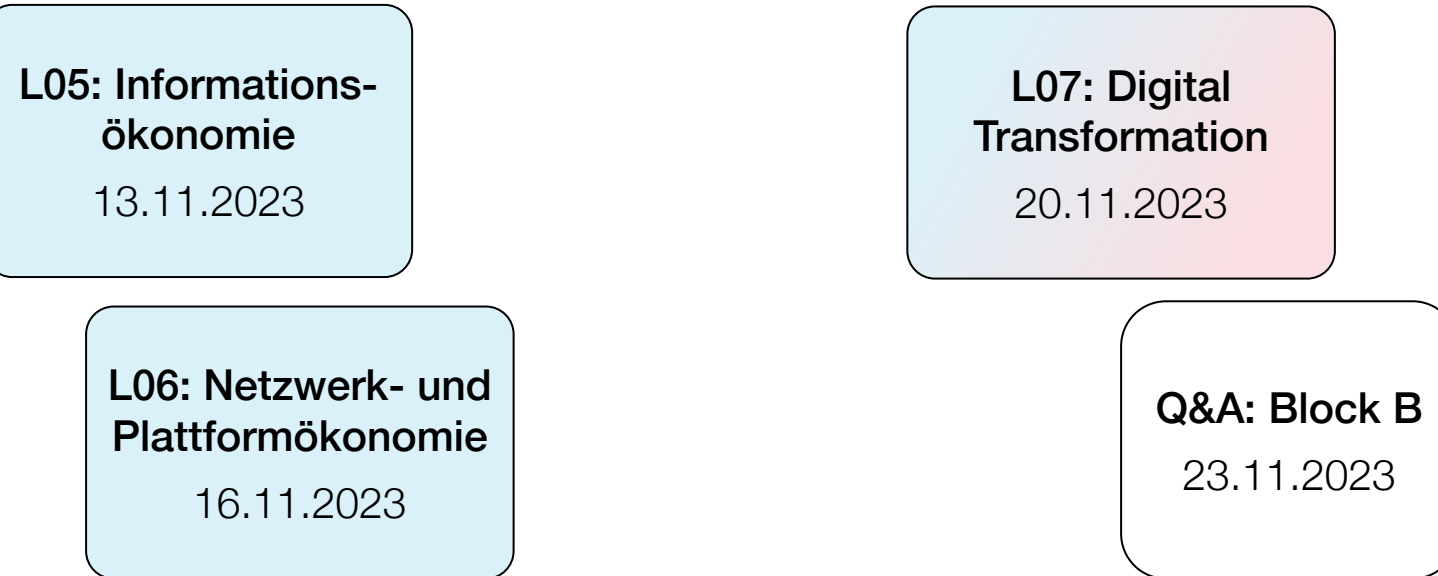 L05: Informations-
ökonomie
13.11.2023
L06: Netzwerk- und
Plattformökonomie
16.11.2023
L07: Digital
Transformation
20.11.2023
Q&A: Block B
23.11.2023